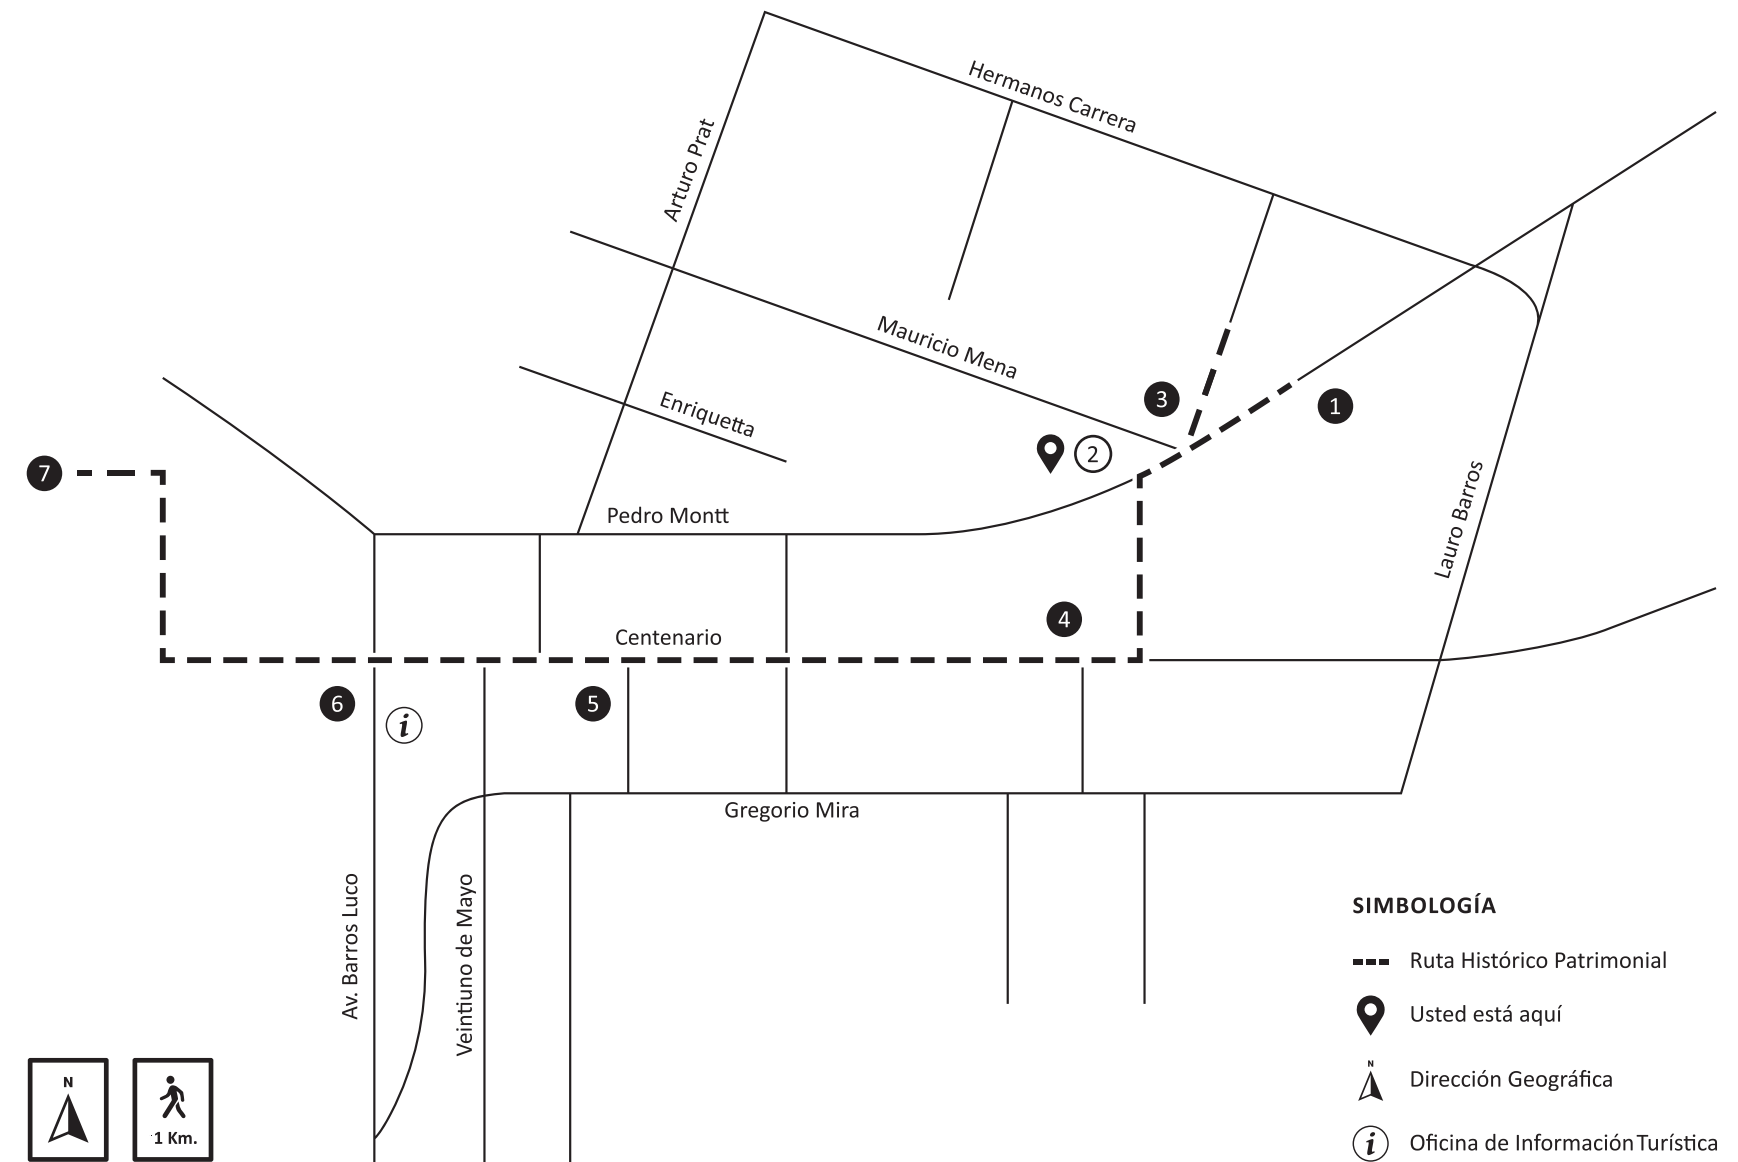 Hermanos Carrera
Arturo Prat
Mauricio Mena
Enriquetta
3
1
2
7
Pedro Montt
Lauro Barros
4
Centenario
6
i
5
Gregorio Mira
Av. Barros Luco
Veintiuno de Mayo
N
1 Km.
SIMBOLOGÍA
Ruta Histórico Patrimonial
Usted está aquí
N
Dirección Geográfica
i
Oficina de Información Turística